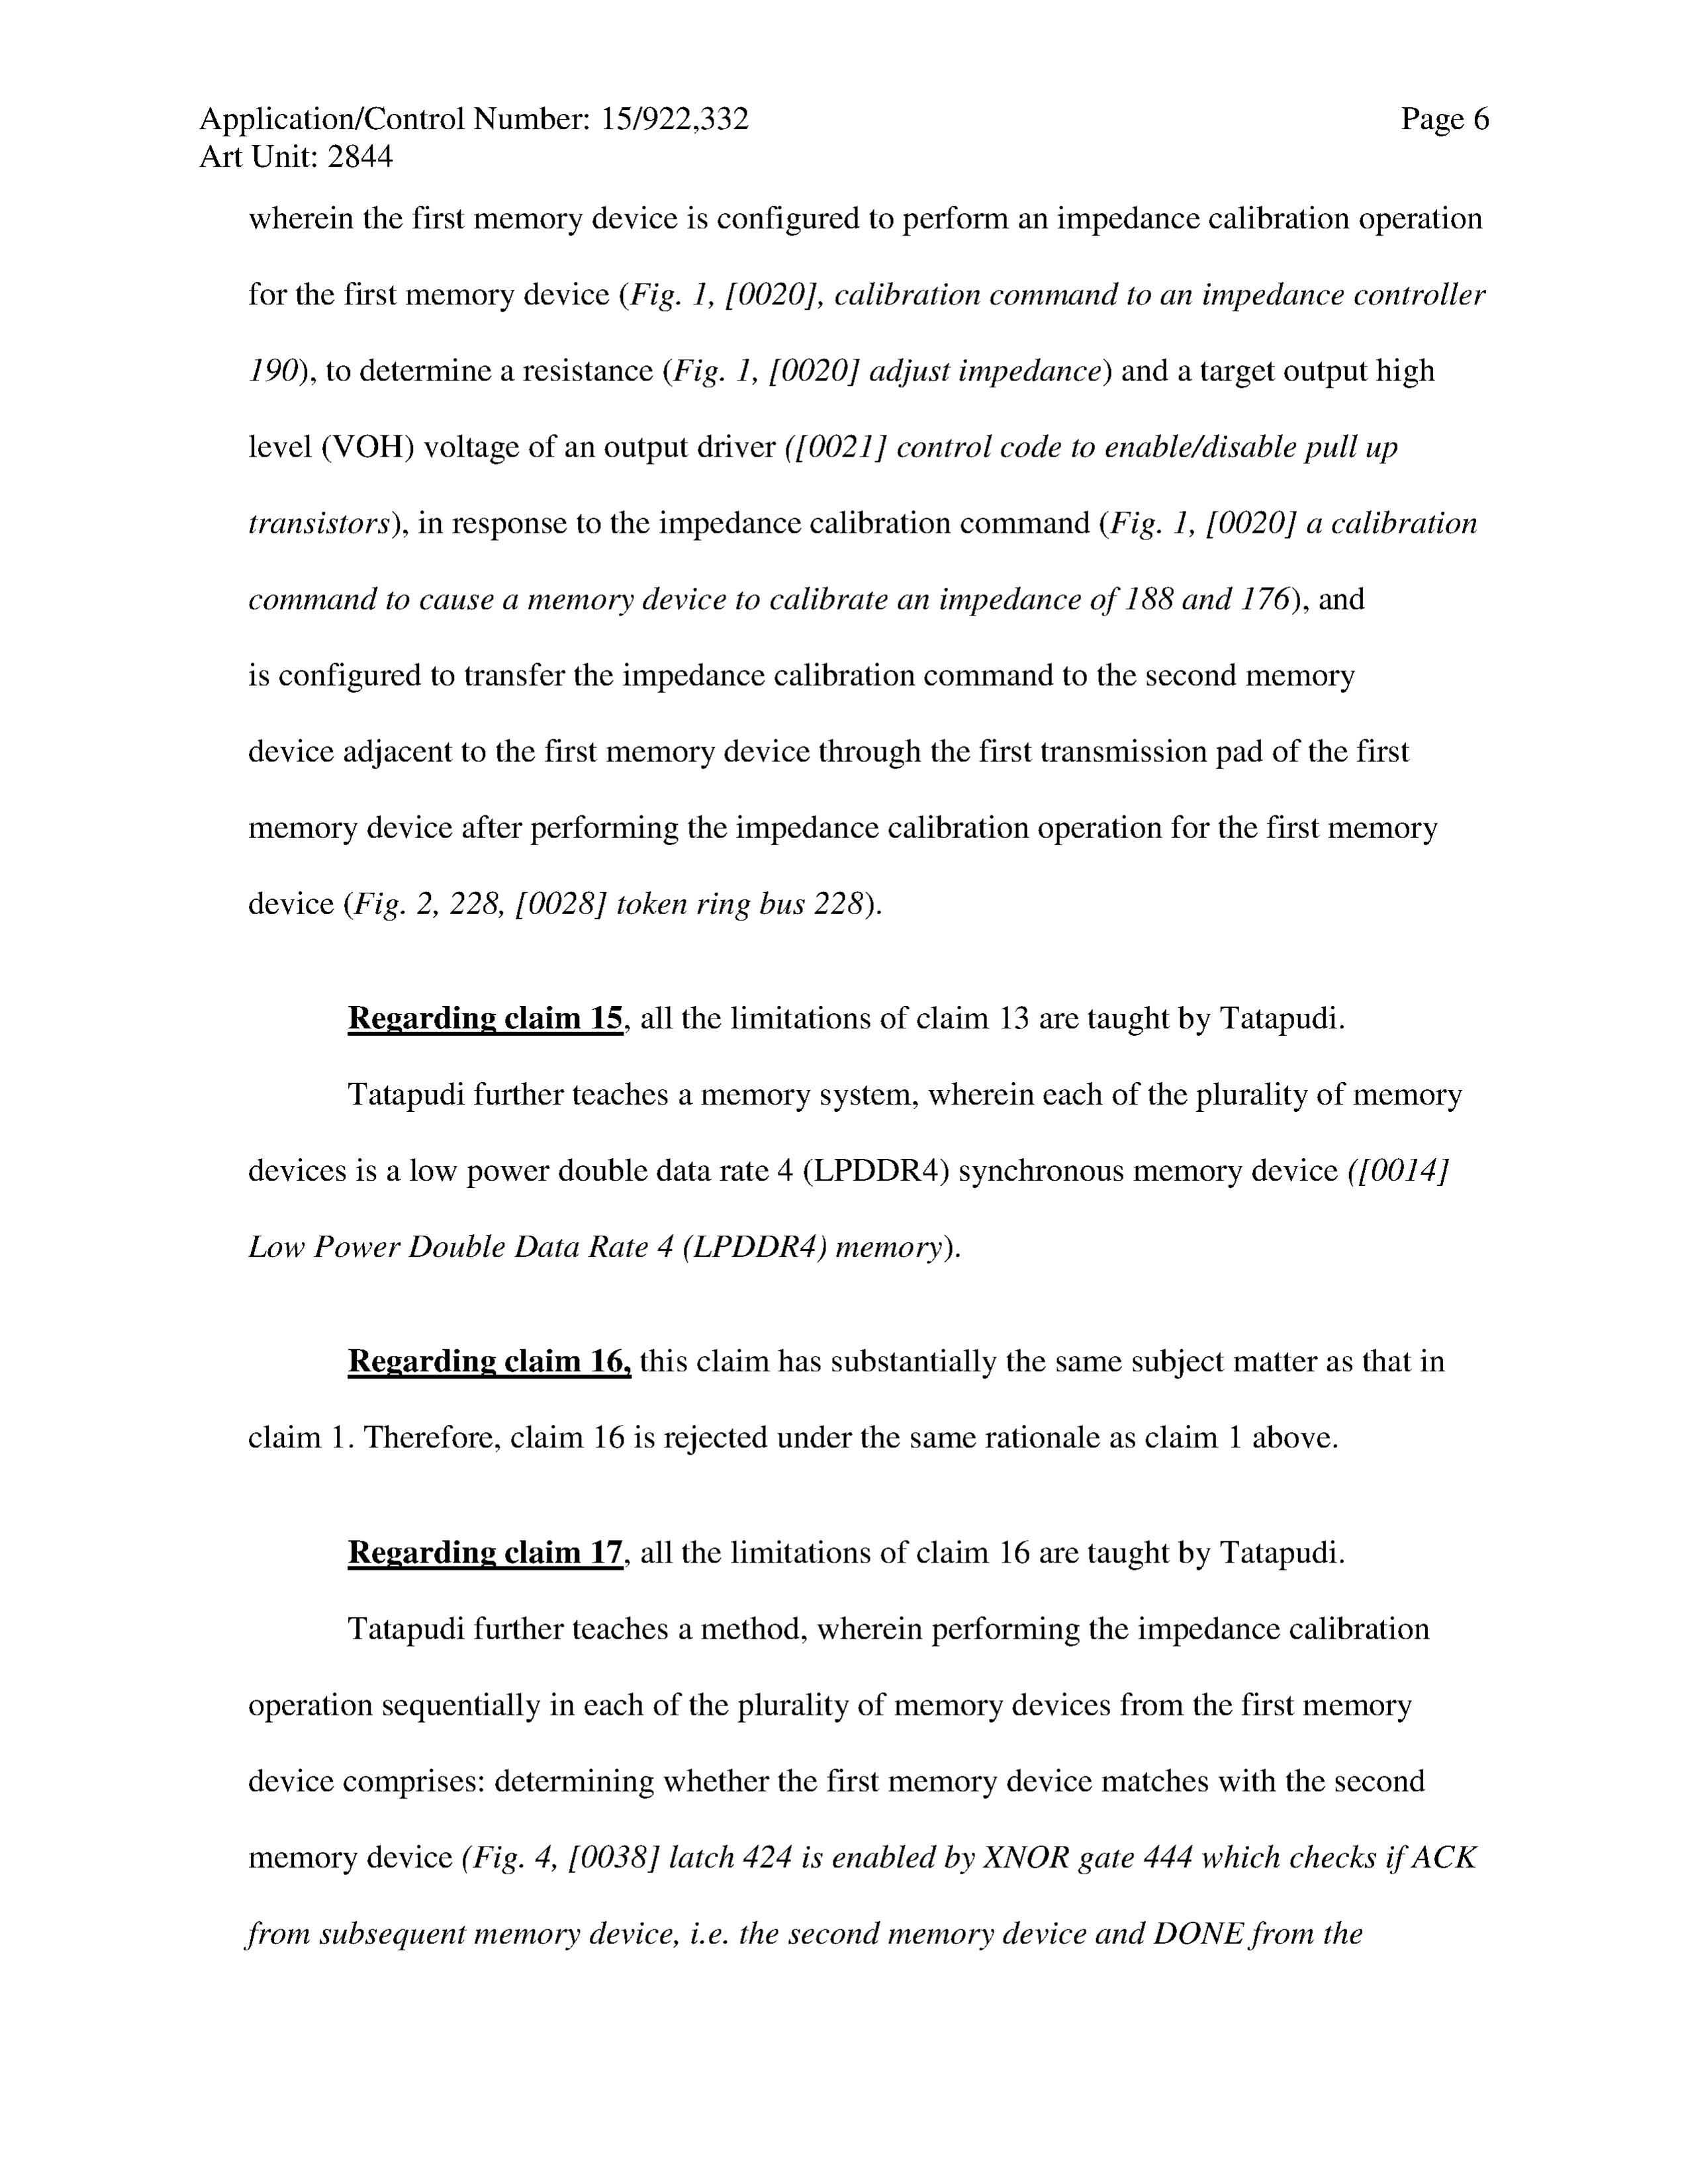 Application/Control Number: 15/922,332 Page 6
Art Unit: 2844
wherein the first memory device is configured to perform an impedance calibration operation
for the first memory device (Fig. 1, [0020], calibration command to an impedance controller
190), to determine a resistance (Fig. 1, [0020] adjust impedance) and a target output high
level (VOH) voltage of an output driver ([0021] control code to enable/disable pull up
transistors), in response to the impedance calibration command (Fig. 1, [0020] a calibration
command to cause a memory device to calibrate an impedance of 188 and 176), and
is configured to transfer the impedance calibration command to the second memory
device adjacent to the first memory device through the first transmission pad of the first
memory device after performing the impedance calibration operation for the first memory
device (Fig. 2, 228, [0028] token ring bus 228).
Regarding claim 15, all the limitations of claim 13 are taught by Tatapudi.
Tatapudi further teaches a memory system, wherein each of the plurality of memory
devices is a low power double data rate 4 (LPDDR4) synchronous memory device ([0014]
Low Power Double Data Rate 4 (LPDDR4) memory).
Regarding claim 16, this claim has substantially the same subject matter as that in
claim 1. Therefore, claim 16 is rejected under the same rationale as claim 1 above.
Regarding claim 17, all the limitations of claim 16 are taught by Tatapudi.
Tatapudi further teaches a method, wherein performing the impedance calibration
operation sequentially in each of the plurality of memory devices from the first memory
device comprises: determining whether the first memory device matches with the second
memory device (Fig. 4, [0038] latch 424 is enabled by XNOR gate 444 which checks if ACK
from subsequent memory device, i.e. the second memory device and DONE from the